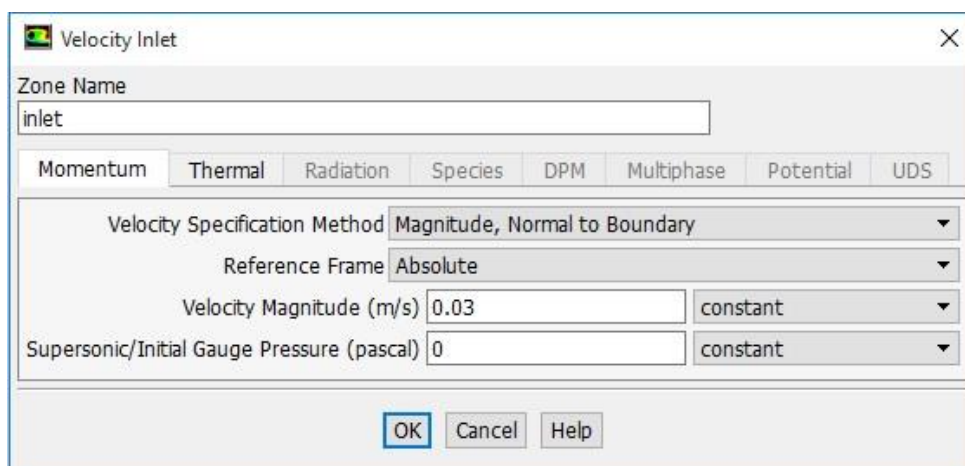 Velocity Inlet
Zone Name
inlet
Momentum Thermal Radiation Species DPM Multiphase Potential UDS
Velocity Specification Method Magnitude, Normal to Boundary
Reference Frame Absolute
Velocity Magnitude (m/s) 0.03 constant
Supersonic/Initial Gauge Pressure (pascal) 0 constant
OK Cancel Help